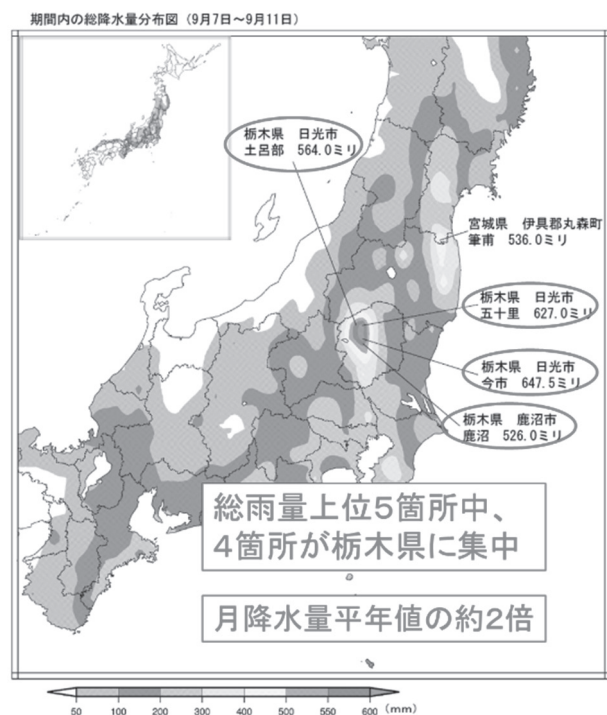 期間内の総降水量分布図（9月7日～9月11日）
栃木県　日光市
土呂部　564.0ミリ
宮城県　伊具郡丸森町
筆甫　536.0ミリ
栃木県　日光市
五十里　627.0ミリ
栃木県　日光市
今市　647.5ミリ
栃木県　鹿沼市
鹿沼　526.0ミリ
総雨量上位5箇所中、
4箇所が栃木県に集中
月降水量平年値の約2倍
50 100 200 300 400 500 550 600 (mm)